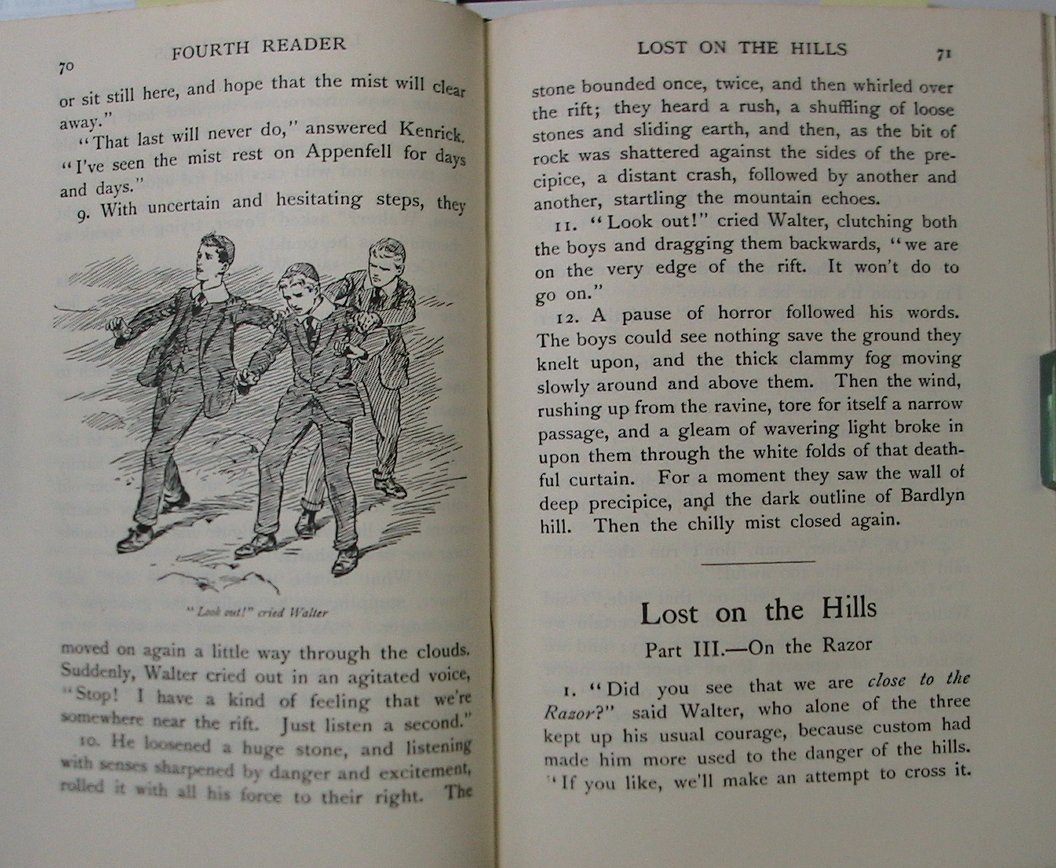 70
FOURTH READER
or sit still here, and hope that the mist will clear
away."
"That last will never do," answered Kenrick.
"I've seen the mist rest on Appenfell for days
and days."
9. With uncertain and hesitating steps, they
"Look out!" cried Walter
moved on again a little way through the clouds.
Suddenly, Walter cried out in an agitated voice,
"Stop! I have a kind of feeling that we're
somewhere near the rift. Just listen a second."
10. He loosened a huge stone, and listening
with senses sharpened by danger and excitement,
rolled it with all his force to their right. The
LOST ON THE HILLS
71
stone bounded once, twice, and then whirled over
the rift; they heard a rush, a shuffling of loose
stones and sliding earth, and then, as the bit of
rock was shattered against the sides of the pre-
cipice, a distant crash, followed by another and
another, startling the mountain echoes.
11. "Look out!" cried Walter, clutching both
the boys and dragging them backwards, "we are
on the very edge of the rift. It won't do to
go on."
12. A pause of horror followed his words.
The boys could see nothing save the ground they
knelt upon, and the thick clammy fog moving
slowly around and above them. Then the wind,
rushing up from the ravine, tore for itself a narrow
passage, and a gleam of wavering light broke in
upon them through the white folds of that death-
ful curtain. For a moment they saw the wall of
deep precipice, and the dark outline of Bardlyn
hill. Then the chilly mist closed again.
Lost on the Hills
Part III.—On the Razor
1. "Did you see that we are close to the
Razor?" said Walter, who alone of the three
kept up his usual courage, because custom had
made him more used to the danger of the hills.
"If you like, we'll make an attempt to cross it.